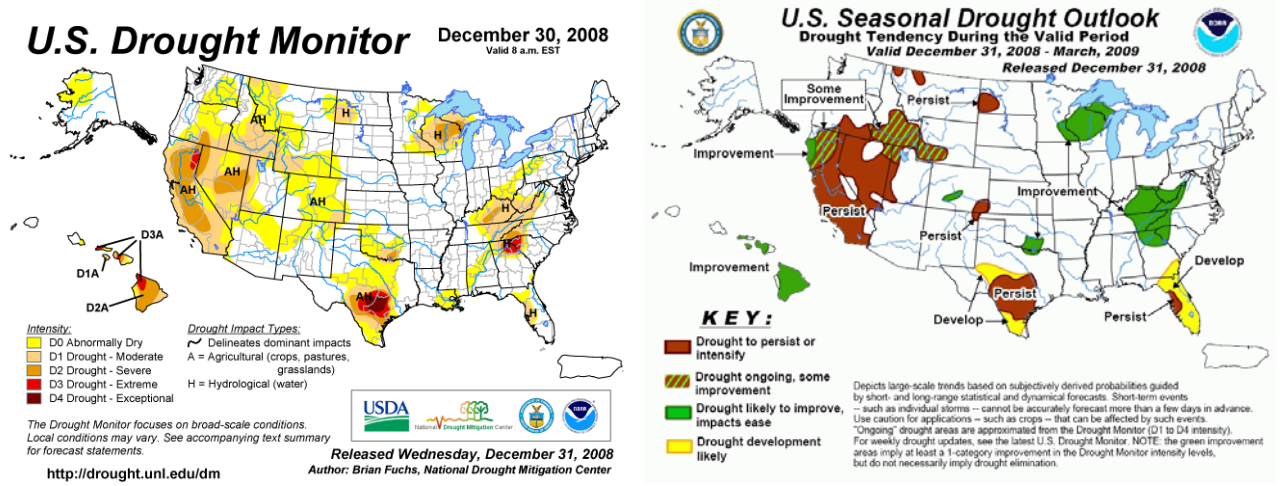 U.S. Drought Monitor
December 30, 2008
Valid 8 a.m. EST
AH
H
H
AH
AH
AH
H
H
AH
H
D3A
D1A
D2A
Intensity:
D0 Abnormally Dry
D1 Drought - Moderate
D2 Drought - Severe
D3 Drought - Extreme
D4 Drought - Exceptional
Drought Impact Types:
Delineates dominant impacts
A = Agricultural (crops, pastures,
grasslands)
H = Hydrological (water)
USDA
National Drought Mitigation Center
The Drought Monitor focuses on broad-scale conditions.
Local conditions may vary. See accompanying text summary
for forecast statements.
http://drought.unl.edu/dm
Released Wednesday, December 31, 2008
Author: Brian Fuchs, National Drought Mitigation Center
U.S. Seasonal Drought Outlook
Drought Tendency During the Valid Period
Valid December 31, 2008 - March, 2009
Released December 31, 2008
NOAA
Some
Improvement
Persist
Improvement
Improvement
Persist
Persist
Improvement
Develop
Persist
Develop
Persist
KEY:
Drought to persist or
intensify
Drought ongoing, some
improvement
Drought likely to improve,
impacts ease
Drought development
likely
Depicts large-scale trends based on subjectively derived probabilities guided
by short- and long-range statistical and dynamical forecasts. Short-term events
-- such as individual storms -- cannot be accurately forecast more than a few days in advance.
Use caution for applications -- such as crops -- that can be affected by such events.
"Ongoing" drought areas are approximated from the Drought Monitor (D1 to D4 intensity).
For weekly drought updates, see the latest U.S. Drought Monitor. NOTE: the green improvement
areas imply at least a 1-category improvement in the Drought Monitor intensity levels,
but do not necessarily imply drought elimination.